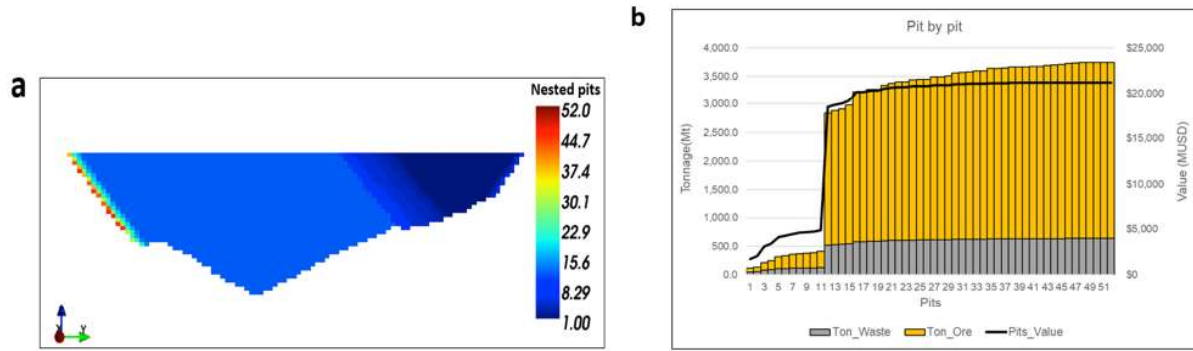 a
Nested pits
52.0
44.7
37.4
30.1
22.9
15.6
8.29
1.00
X
Y
b
Pit by pit
4,000.0
3,500.0
3,000.0
2,500.0
2,000.0
1,500.0
1,000.0
500.0
0.0
Tonnage(Mt)
$25,000
$20,000
$15,000
$10,000
$5,000
$0
Value (MUSD)
1 3 5 7 9 11 13 15 17 19 21 23 25 27 29 31 33 35 37 39 41 43 45 47 49 51
Pits
Ton_Waste Ton_Ore Pits_Value